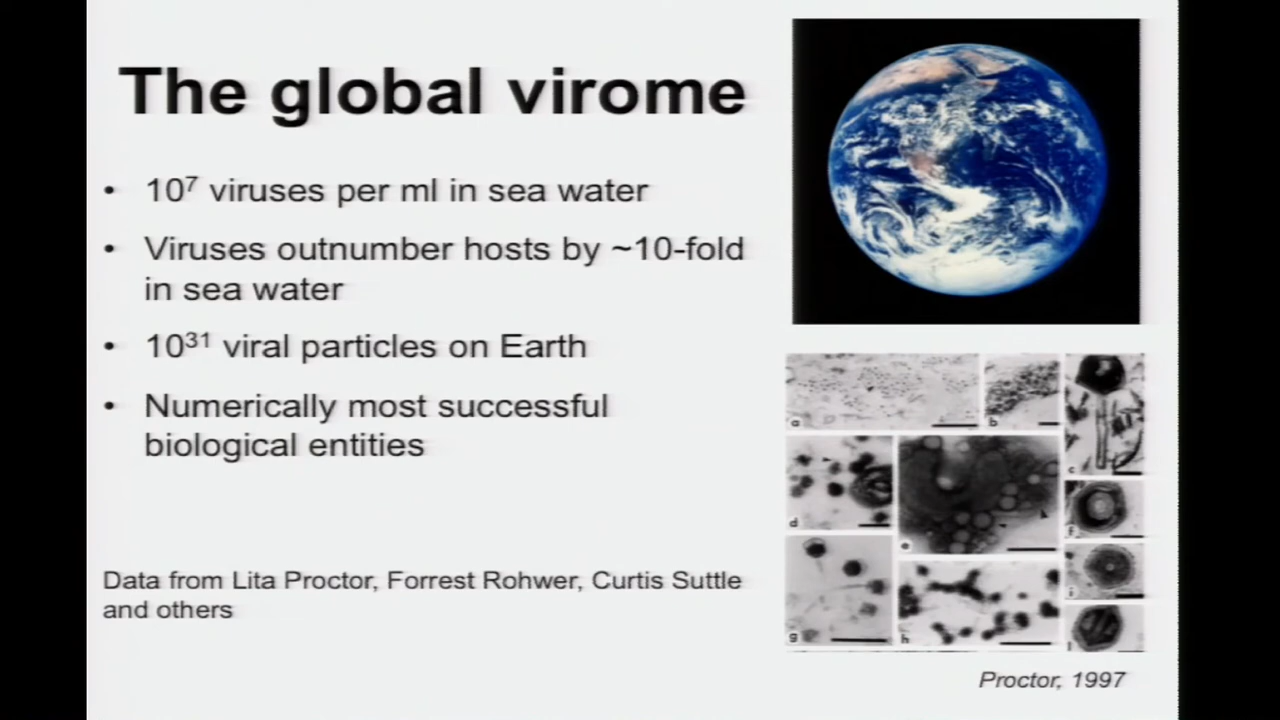 The global virome
• 10⁷ viruses per ml in sea water
• Viruses outnumber hosts by ~10-fold
in sea water
• 10³¹ viral particles on Earth
• Numerically most successful
biological entities
Data from Lita Proctor, Forrest Rohwer, Curtis Suttle
and others
a
b
c
d
e
f
g
h
i
Proctor, 1997